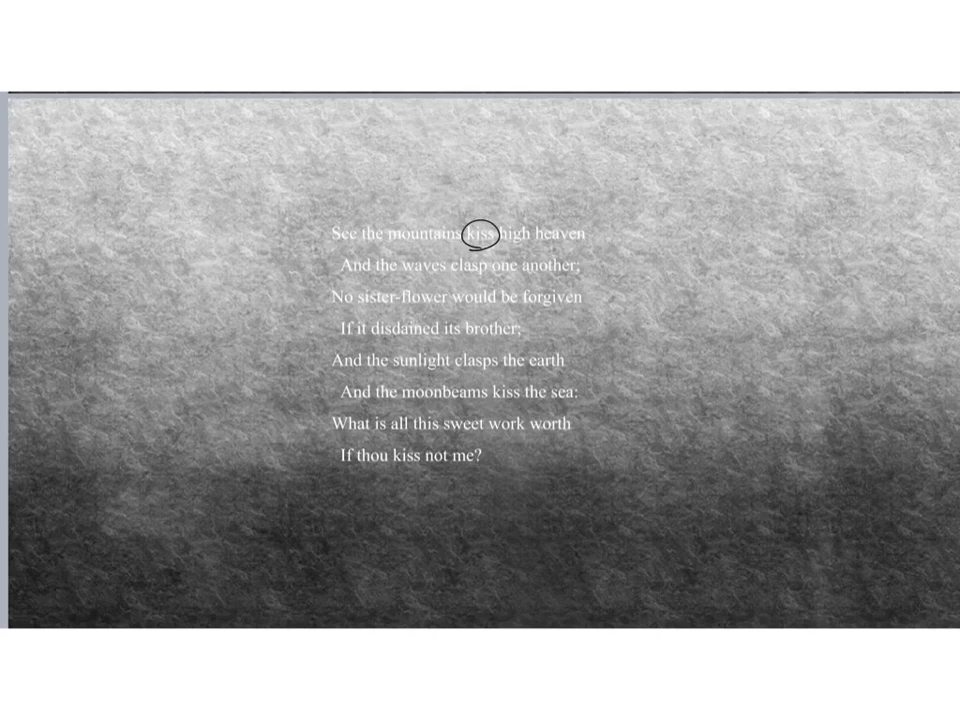 See the mountains kiss high heaven
And the waves clasp one another;
No sister-flower would be forgiven
If it disdained its brother;
And the sunlight clasps the earth
And the moonbeams kiss the sea:
What is all this sweet work worth
If thou kiss not me?